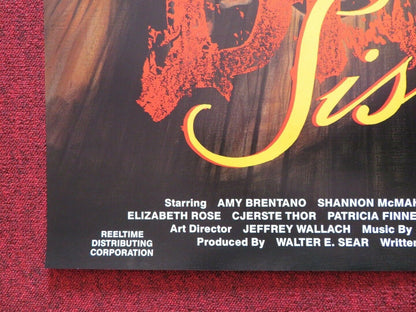 Sis
Starring AMY BRENTANO SHANNON McMAH
ELIZABETH ROSE CJERSTE THOR PATRICIA FINNE
Art Director JEFFREY WALLACH Music By
Produced By WALTER E. SEAR Written
REELTIME
DISTRIBUTING
CORPORATION